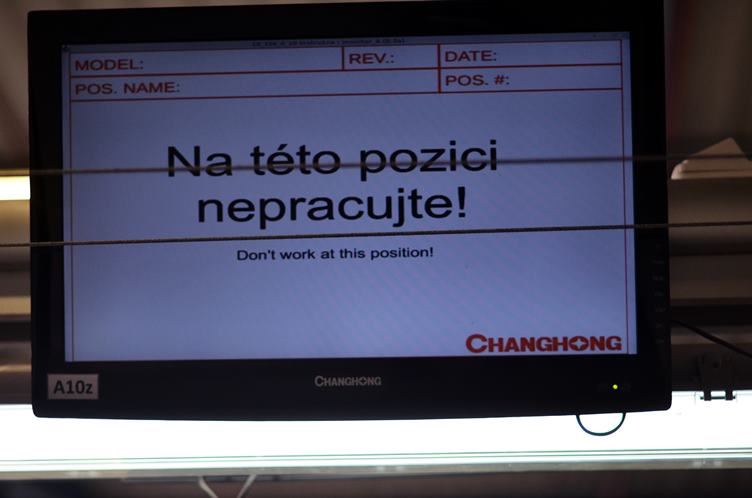 MODEL: REV.: DATE:
POS. NAME: POS. #:
Na této pozici
nepracujte!
Don't work at this position!
CHANGHONG
A10z
CHANGHONG